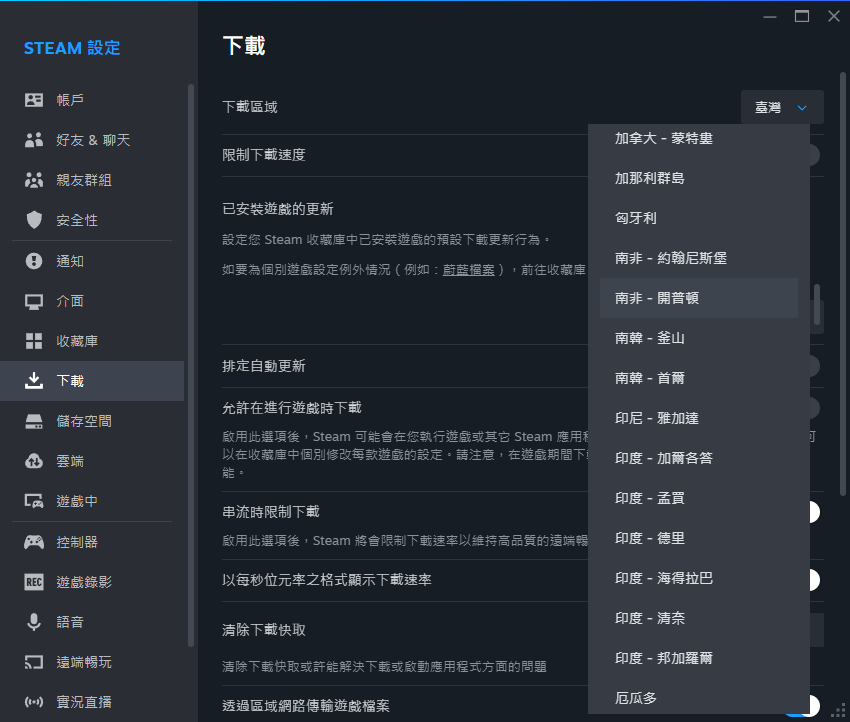 STEAM 設定
帳戶
好友 & 聊天
親友群組
安全性
通知
介面
收藏庫
下載
儲存空間
雲端
遊戲中
控制器
REC 遊戲錄影
語音
遠端暢玩
實況直播
下載
下載區域
臺灣
限制下載速度
已安裝遊戲的更新
設定您 Steam 收藏庫中已安裝遊戲的預設下載更新行為。
如要為個別遊戲設定例外情況（例如：蔚藍檔案），前往收藏庫
排定自動更新
允許在進行遊戲時下載
啟用此選項後，Steam 可能會在您執行遊戲或其它 Steam 應用程
可
以在收藏庫中個別修改每款遊戲的設定。請注意，在遊戲期間下
能。
串流時限制下載
啟用此選項後，Steam 將會限制下載速率以維持高品質的遠端暢
以每秒位元率之格式顯示下載速率
清除下載快取
清除下載快取或許能解決下載或啟動應用程式方面的問題
透過區域網路傳輸遊戲檔案
加拿大 - 蒙特婁
加那利群島
匈牙利
南非 - 約翰尼斯堡
南非 - 開普頓
南韓 - 釜山
南韓 - 首爾
印尼 - 雅加達
印度 - 加爾各答
印度 - 孟買
印度 - 德里
印度 - 海得拉巴
印度 - 清奈
印度 - 邦加羅爾
厄瓜多